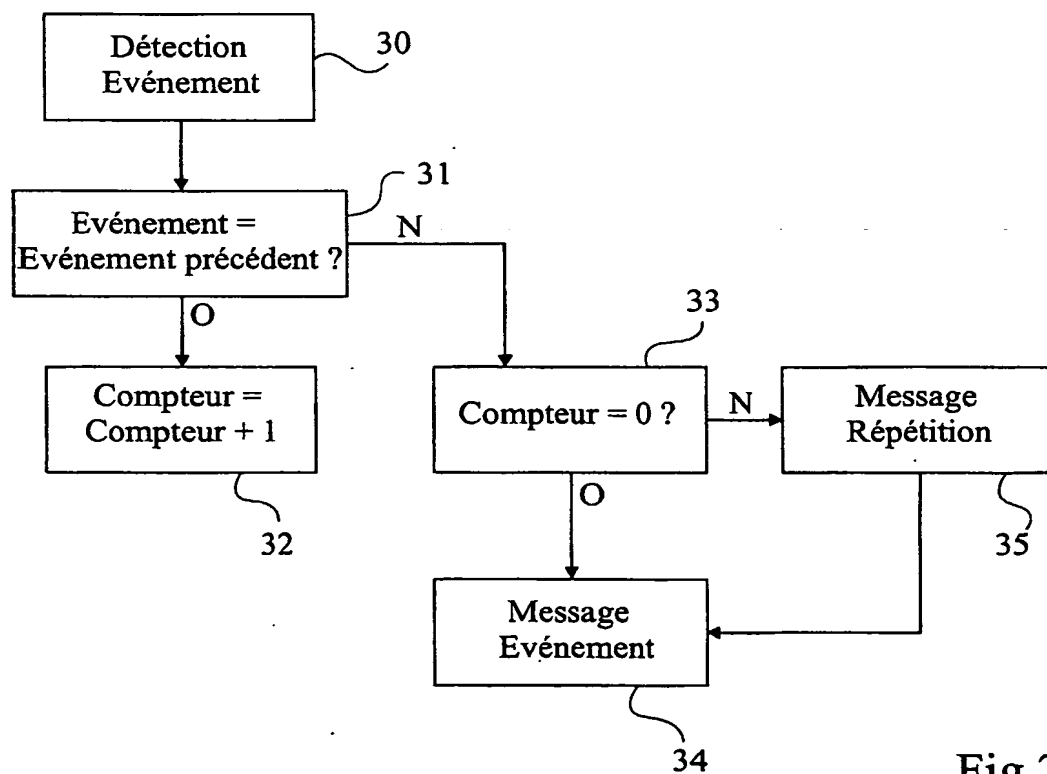 Détection
Evénement
30
31
Evénement =
Evénement précédent ?
N
O
33
Compteur =
Compteur + 1
Compteur = 0 ?
N
Message
Répétition
32
O
35
Message
Evénement
34
Fig